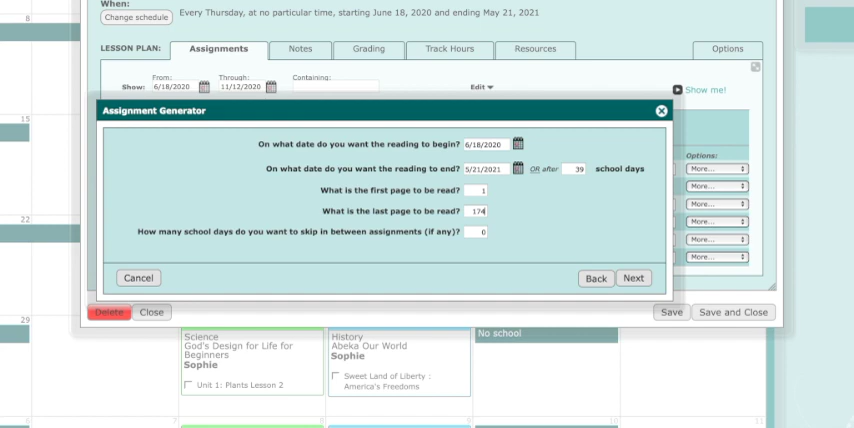 When:
Change schedule
Every Thursday, at no particular time, starting June 18, 2020 and ending May 21, 2021
8
LESSON PLAN: Assignments Notes Grading Track Hours Resources Options
From: Through: Containing:
Show: 6/18/2020 11/12/2020 Edit Show me!
Assignment Generator
15
On what date do you want the reading to begin? 6/18/2020
Options:
On what date do you want the reading to end? 5/21/2021 OR after 39 school days
More...
What is the first page to be read? 1
More...
More...
What is the last page to be read? 174
22
More...
How many school days do you want to skip in between assignments (if any)? 0
More...
More...
Cancel Back Next
Delete Close Save Save and Close
29
Science
God's Design for Life for
Beginners
Sophie
Unit 1: Plants Lesson 2
History
Abeka Our World
Sophie
Sweet Land of Liberty :
America's Freedoms
No school
6 7 8 9 10 11